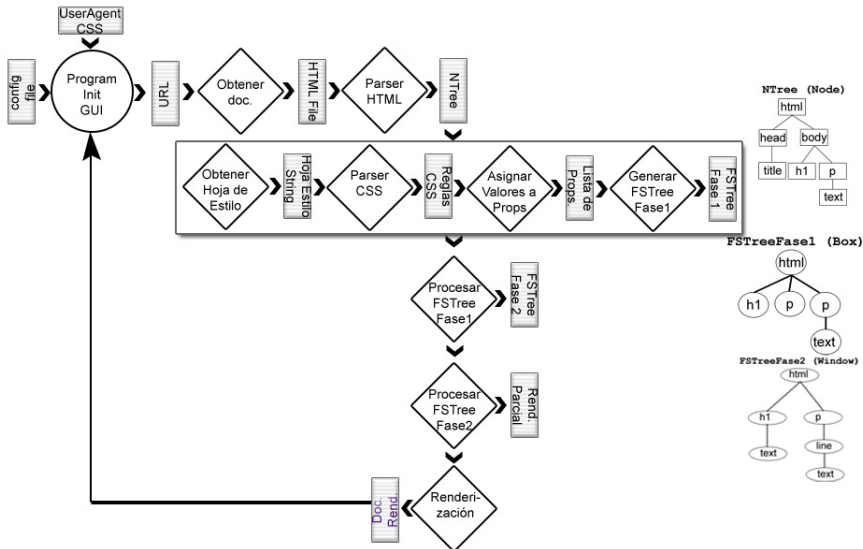 UserAgent
CSS
config
file
Program
Init
GUI
URL
Obtener
doc.
HTML File
Parser
HTML
NTree
Obtener
Hoja de
Estilo
Hoja Estilo
String
Parser
CSS
Reglas
CSS
Asignar
Valores a
Props.
Lista de
Props.
Generar
FSTree
Fase1
FSTree
Fase 1
Procesar
FSTree
Fase1
FSTree
Fase 2
Procesar
FSTree
Fase2
Rend.
Parcial
Renderi-
zación
Doc.
Rend.
NTree (Node)
html
head
body
title
h1
p
text
FSTreeFase1 (Box)
html
h1
p
p
text
FSTreeFase2 (Window)
html
h1
p
text
line
text